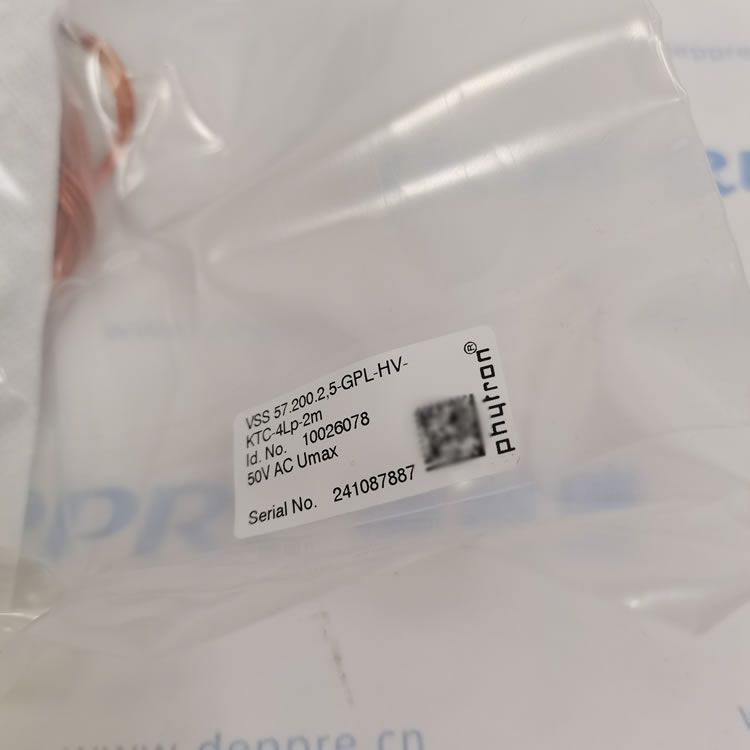 VSS 57.200.2,5-GPL-HV-
KTC-4Lp-2m
Id. No. 10026078
50V AC Umax
Serial No. 241087887
phytron®
deppre.cn